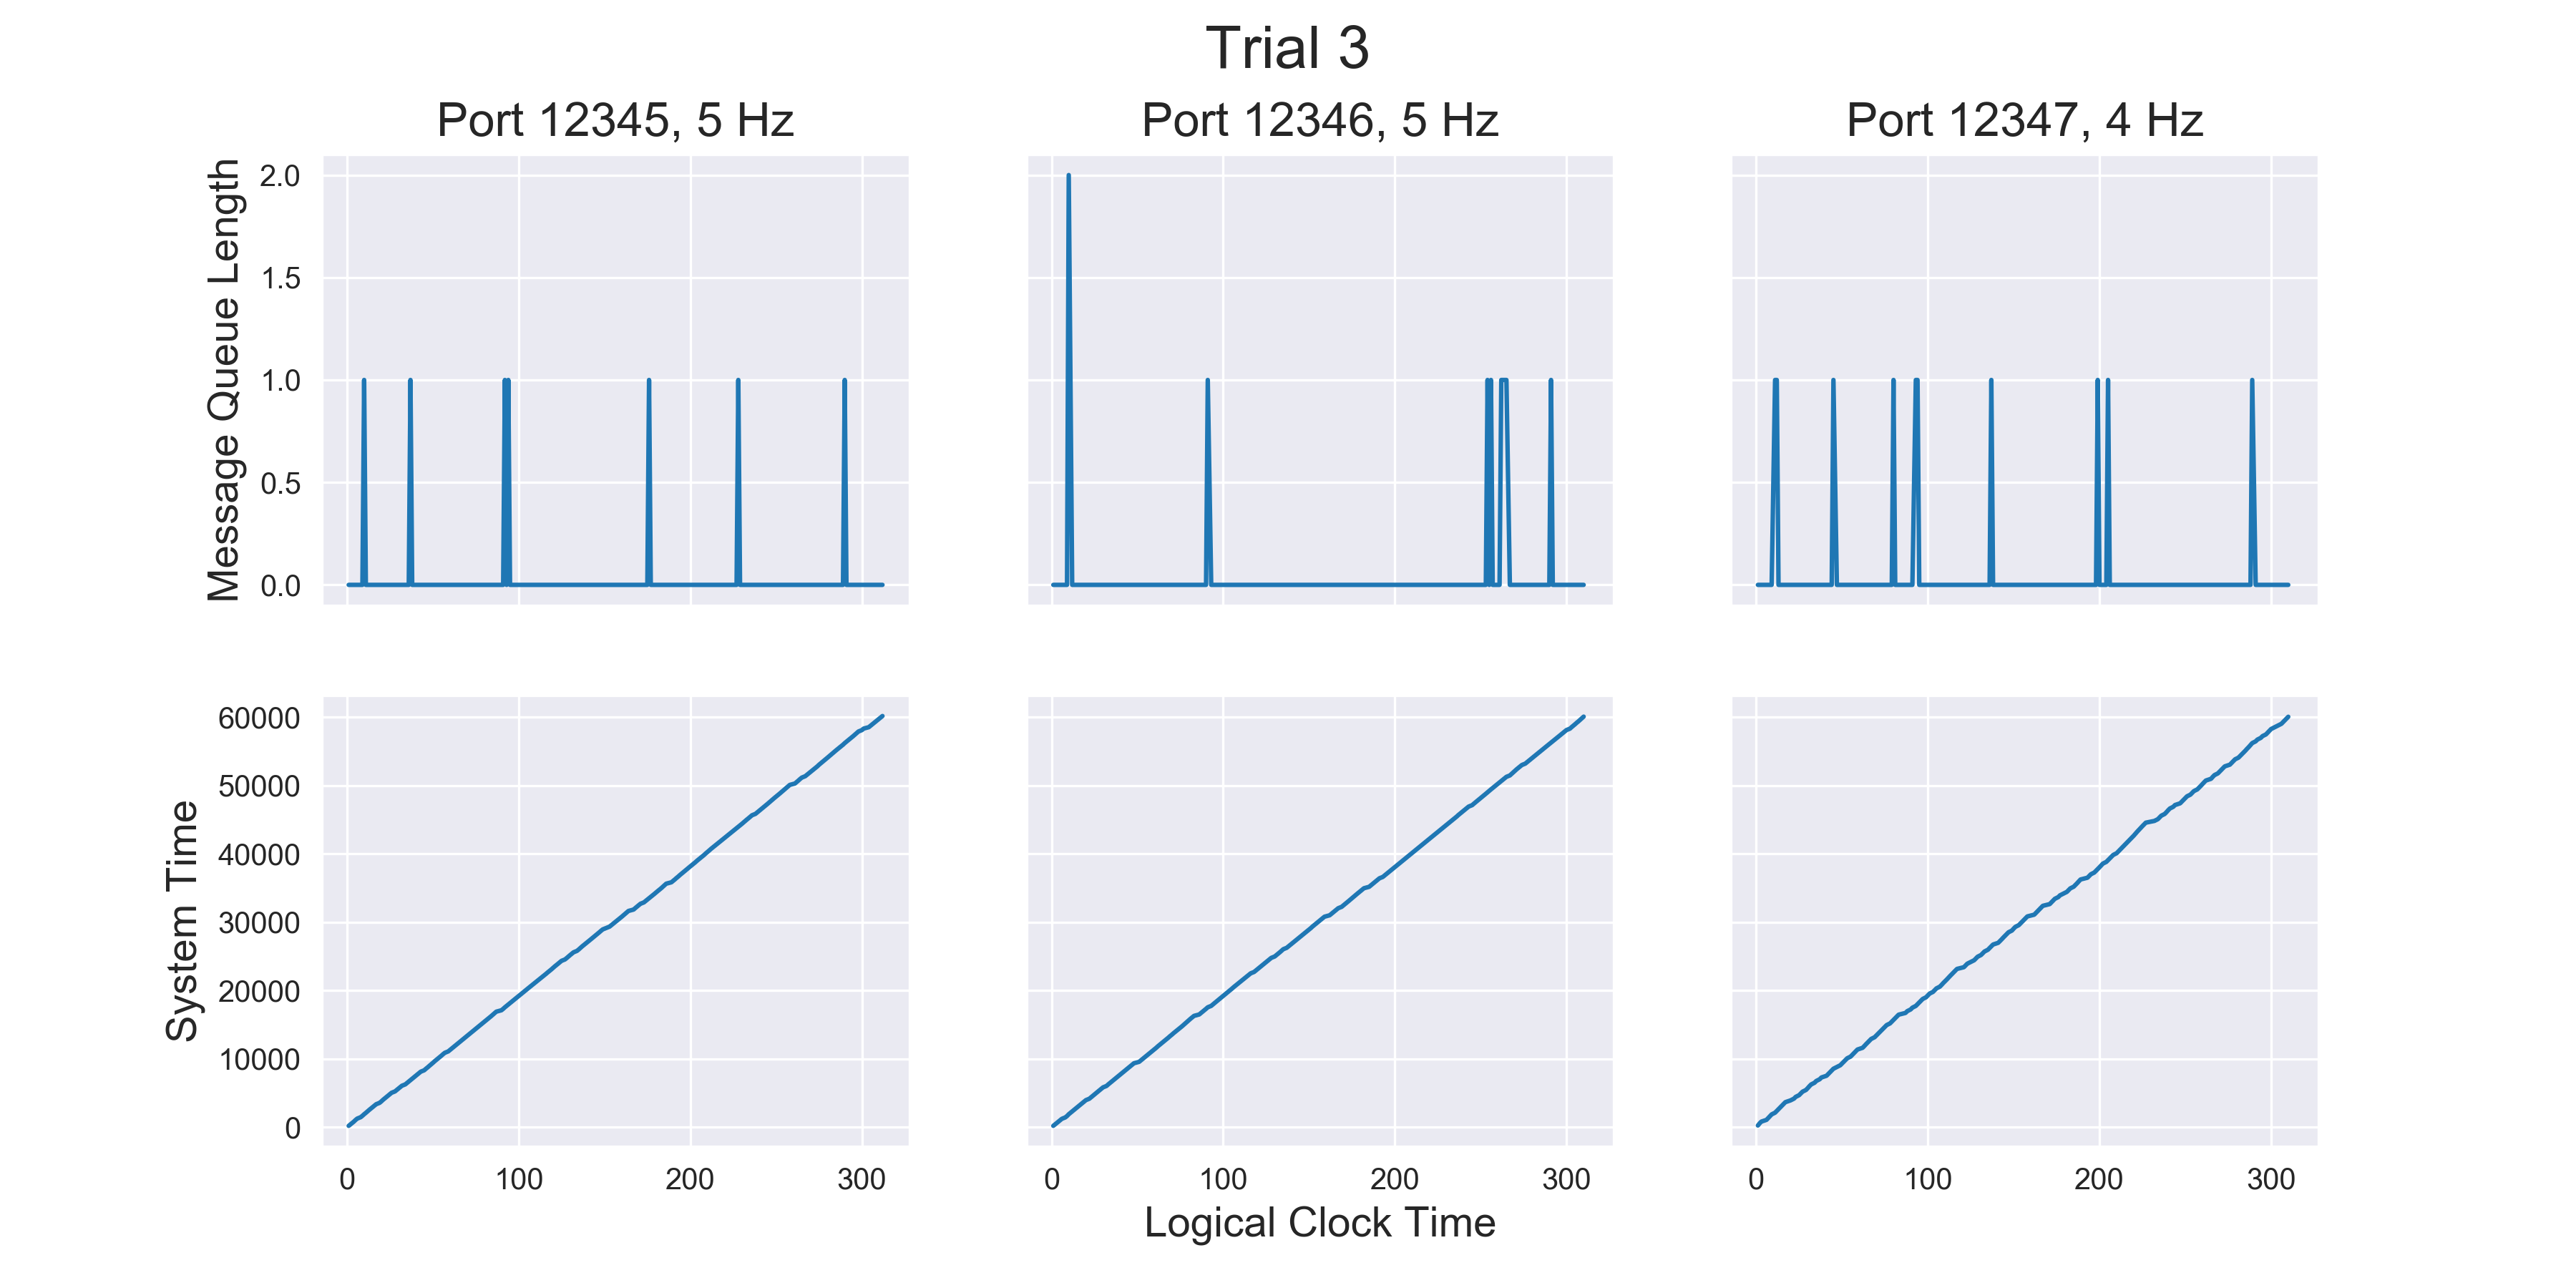 Trial 3
Port 12345, 5 Hz
Port 12346, 5 Hz
Port 12347, 4 Hz
Message Queue Length
2.0
1.5
1.0
0.5
0.0
System Time
60000
50000
40000
30000
20000
10000
0
0 100 200 300
0 100 200 300
0 100 200 300
Logical Clock Time